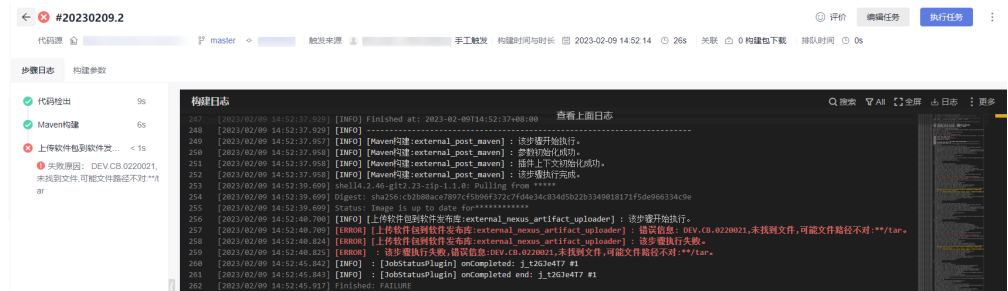 #20230209.2
评价
编辑任务
执行任务
代码源
master
触发来源
手工触发
构建时间与时长
2023-02-09 14:52:14
26s
关联
0 构建包下载
排队时间
0s
步骤日志
构建参数
代码检出
9s
Maven构建
6s
上传软件包到软件发...
< 1s
失败原因: DEV.CB.0220021,
未找到文件,可能文件路径不对:**/t
ar
构建日志
搜索
All
全屏
日志
更多
查看上面日志
247 [2023/02/09 14:52:37.929] [INFO] Finished at: 2023-02-09T14:52:37+08:00
248 [2023/02/09 14:52:37.929] [INFO] ------------------------------------------------------------------------
249 [2023/02/09 14:52:37.957] [INFO] [Maven构建:external_post_maven] : 该步骤开始执行。
250 [2023/02/09 14:52:37.958] [INFO] [Maven构建:external_post_maven] : 参数初始化成功。
251 [2023/02/09 14:52:37.958] [INFO] [Maven构建:external_post_maven] : 插件上下文初始化成功。
252 [2023/02/09 14:52:37.958] [INFO] [Maven构建:external_post_maven] : 该步骤执行完成。
253 [2023/02/09 14:52:39.699] shell4.2.46-git2.23-zip-1.1.0: Pulling from *****
254 [2023/02/09 14:52:39.699] Digest: sha256:cb2b80ace7897cf5b96f372c7fd4e34c834d5b22b3349018171f5de966334c9e
255 [2023/02/09 14:52:39.699] Status: Image is up to date for************
256 [2023/02/09 14:52:40.700] [INFO] [上传软件包到软件发布库:external_nexus_artifact_uploader] : 该步骤开始执行。
257 [2023/02/09 14:52:40.709] [ERROR] [上传软件包到软件发布库:external_nexus_artifact_uploader] : 错误信息: DEV.CB.0220021,未找到文件,可能文件路径不对:**/tar。
258 [2023/02/09 14:52:40.824] [ERROR] [上传软件包到软件发布库:external_nexus_artifact_uploader] : 该步骤执行失败。
259 [2023/02/09 14:52:40.825] [ERROR] : 该步骤执行失败,错误信息:DEV.CB.0220021,未找到文件,可能文件路径不对:**/tar。
260 [2023/02/09 14:52:45.842] [INFO] : [JobStatusPlugin] onCompleted: j_t2GJe4T7 #1
261 [2023/02/09 14:52:45.843] [INFO] : [JobStatusPlugin] onCompleted end: j_t2GJe4T7 #1
262 [2023/02/09 14:52:45.917] Finished: FAILURE